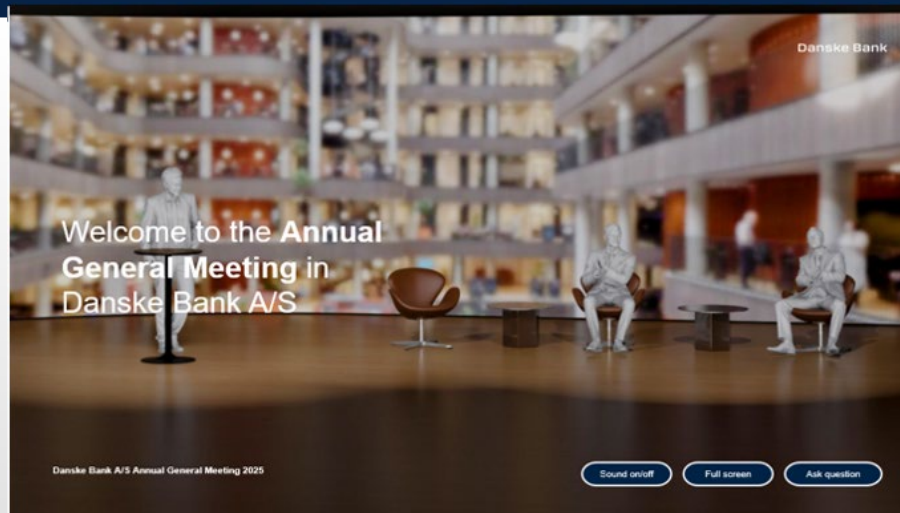 Danske Bank
Welcome to the Annual
General Meeting in
Danske Bank A/S
Danske Bank A/S Annual General Meeting 2025
Sound on/off
Full screen
Ask question